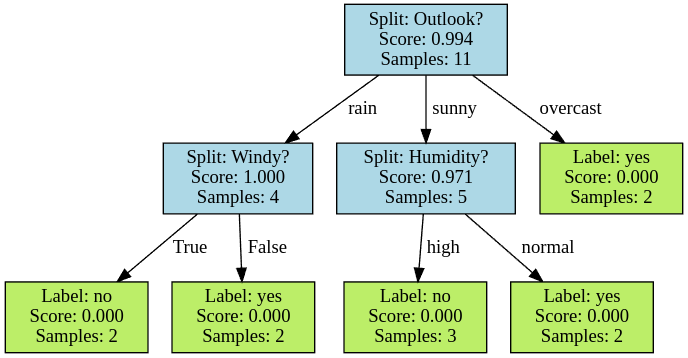 Split: Outlook?
Score: 0.994
Samples: 11
rain
sunny
overcast
Split: Windy?
Score: 1.000
Samples: 4
Split: Humidity?
Score: 0.971
Samples: 5
Label: yes
Score: 0.000
Samples: 2
True
False
high
normal
Label: no
Score: 0.000
Samples: 2
Label: yes
Score: 0.000
Samples: 2
Label: no
Score: 0.000
Samples: 3
Label: yes
Score: 0.000
Samples: 2